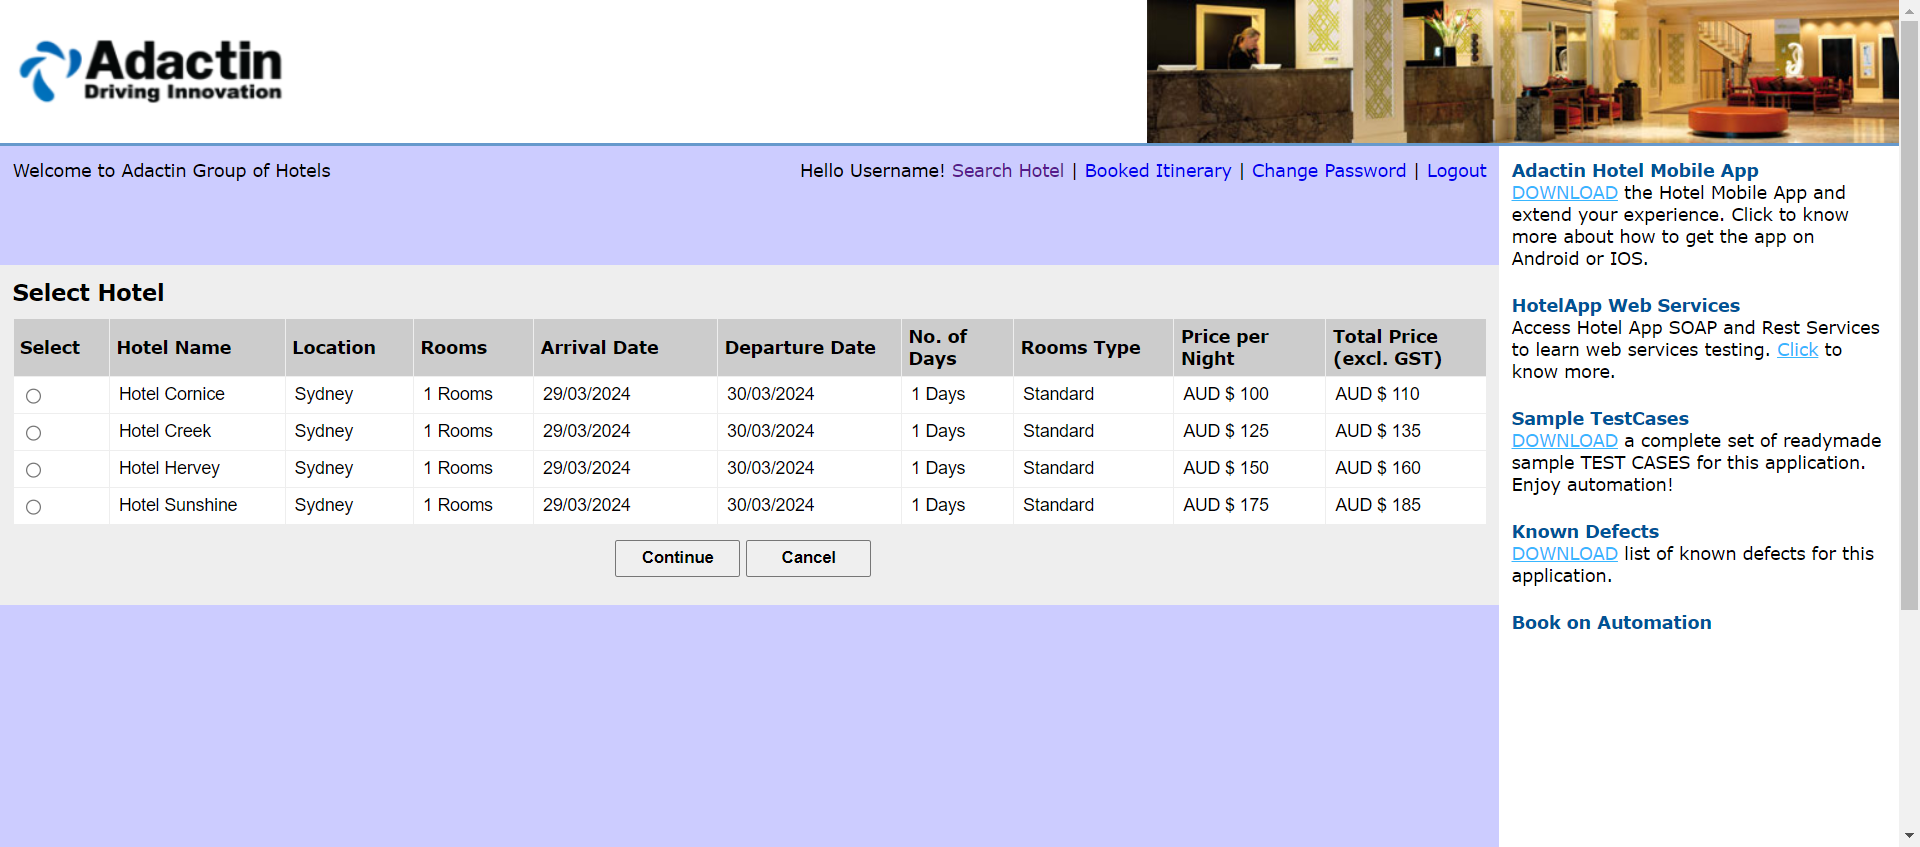 Adactin
Driving Innovation
Welcome to Adactin Group of Hotels
Hello Username! Search Hotel | Booked Itinerary | Change Password | Logout
Select Hotel
Select Hotel Name Location Rooms Arrival Date Departure Date No. of Days Rooms Type Price per Night Total Price (excl. GST)
Hotel Cornice Sydney 1 Rooms 29/03/2024 30/03/2024 1 Days Standard AUD $ 100 AUD $ 110
Hotel Creek Sydney 1 Rooms 29/03/2024 30/03/2024 1 Days Standard AUD $ 125 AUD $ 135
Hotel Hervey Sydney 1 Rooms 29/03/2024 30/03/2024 1 Days Standard AUD $ 150 AUD $ 160
Hotel Sunshine Sydney 1 Rooms 29/03/2024 30/03/2024 1 Days Standard AUD $ 175 AUD $ 185
Continue Cancel
Adactin Hotel Mobile App
DOWNLOAD the Hotel Mobile App and
extend your experience. Click to know
more about how to get the app on
Android or IOS.
HotelApp Web Services
Access Hotel App SOAP and Rest Services
to learn web services testing. Click to
know more.
Sample TestCases
DOWNLOAD a complete set of readymade
sample TEST CASES for this application.
Enjoy automation!
Known Defects
DOWNLOAD list of known defects for this
application.
Book on Automation